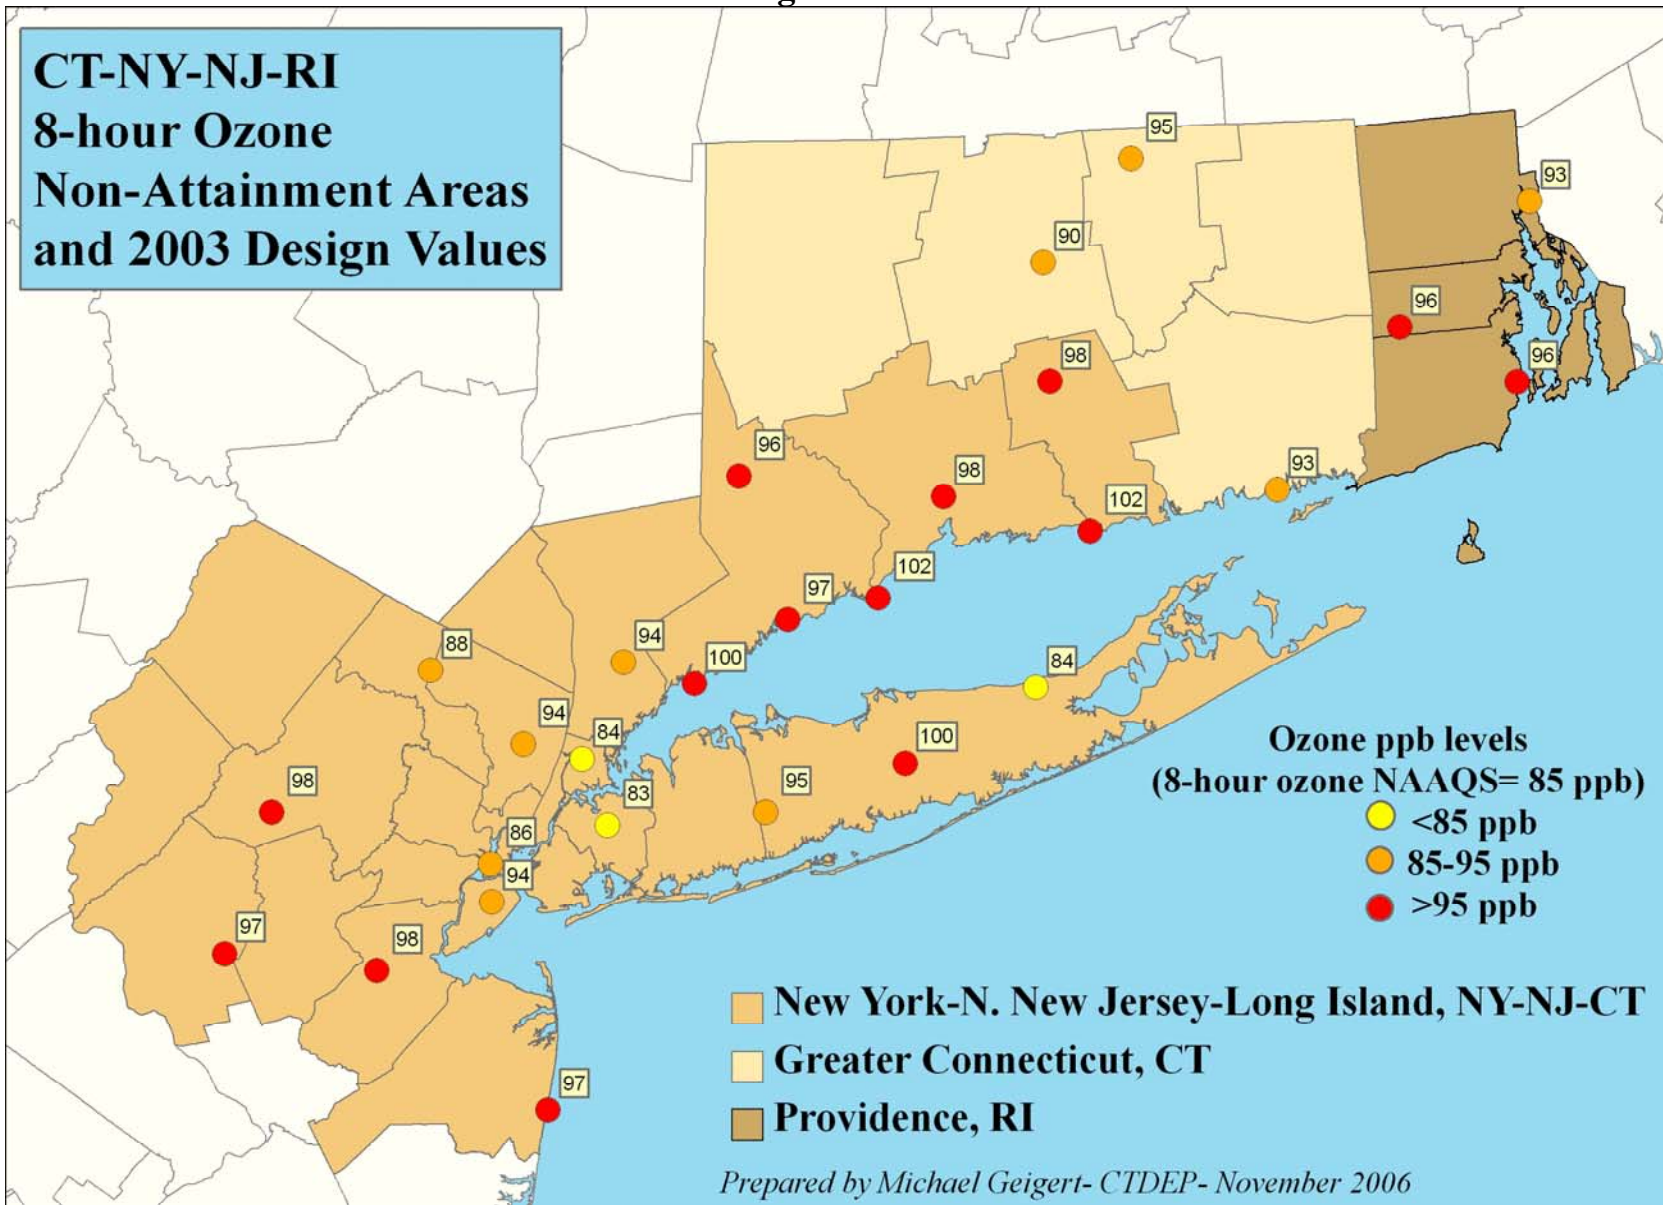 CT-NY-NJ-RI
8-hour Ozone
Non-Attainment Areas
and 2003 Design Values
95
93
90
96
98
96
96
98
93
102
102
97
94
88
100
84
94
84
100
98
83
95
86
94
97
98
97
Ozone ppb levels
(8-hour ozone NAAQS= 85 ppb)
<85 ppb
85-95 ppb
>95 ppb
New York-N. New Jersey-Long Island, NY-NJ-CT
Greater Connecticut, CT
Providence, RI
Prepared by Michael Geigert- CTDEP- November 2006